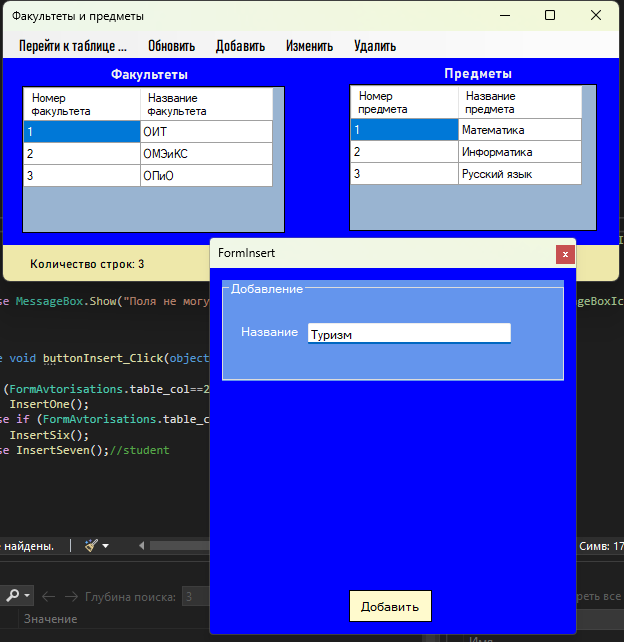 Факультеты и предметы
Перейти к таблице ... Обновить Добавить Изменить Удалить
Факультеты
Номер факультета Название факультета
1 ОИТ
2 ОМЭиКС
3 ОПиО
Предметы
Номер предмета Название предмета
1 Математика
2 Информатика
3 Русский язык
Количество строк: 3
FormInsert
x
Добавление
Название Туризм
Добавить
se MessageBox.Show("Поля не могу
ageBoxIc
e void buttonInsert_Click(object
(FormAvtorisations.table_col==2
InsertOne();
se if (FormAvtorisations.table_c
InsertSix();
se InsertSeven();//student
е найдены.
Симв: 17
Глубина поиска: 3
реть все
Значение
Имя